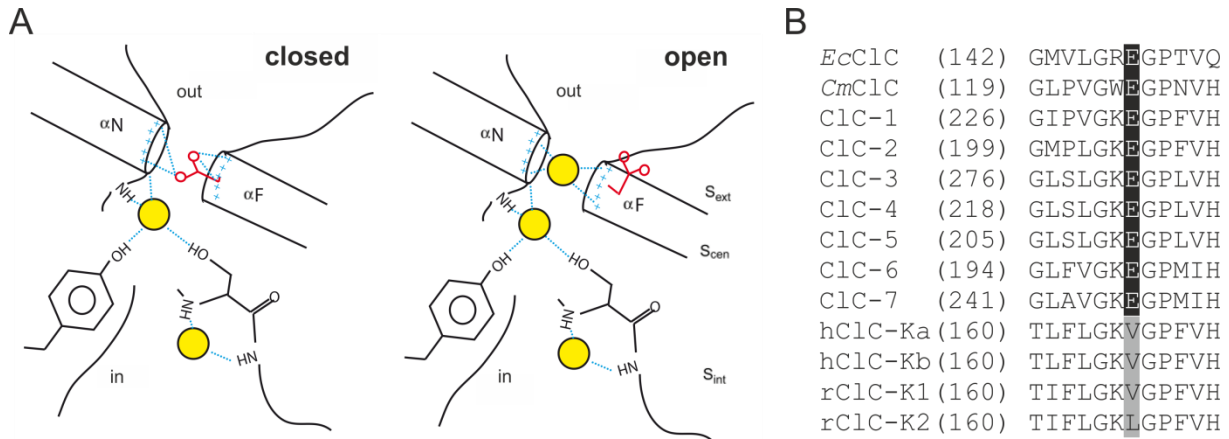 A
closed
out
αN
αF
NH
OH
HO
HN
O
HN
in
open
out
αN
αF
Sext
NH
Scen
OH
HO
HN
O
HN
in
Sint
B
EcClC (142) GMVLGREGPTVQ
CmClC (119) GLPVGWEGPNVH
ClC-1 (226) GIPVGKEGPFVH
ClC-2 (199) GMPLGKEGPFVH
ClC-3 (276) GLSLGKEGPLVH
ClC-4 (218) GLSLGKEGPLVH
ClC-5 (205) GLSLGKEGPLVH
ClC-6 (194) GLFVGKEGPMIH
ClC-7 (241) GLAVGKEGPMIH
hClC-Ka (160) TLFLGKVGPFVH
hClC-Kb (160) TLFLGKVGPFVH
rClC-K1 (160) TIFLGKVGPFVH
rClC-K2 (160) TIFLGKLGPFVH